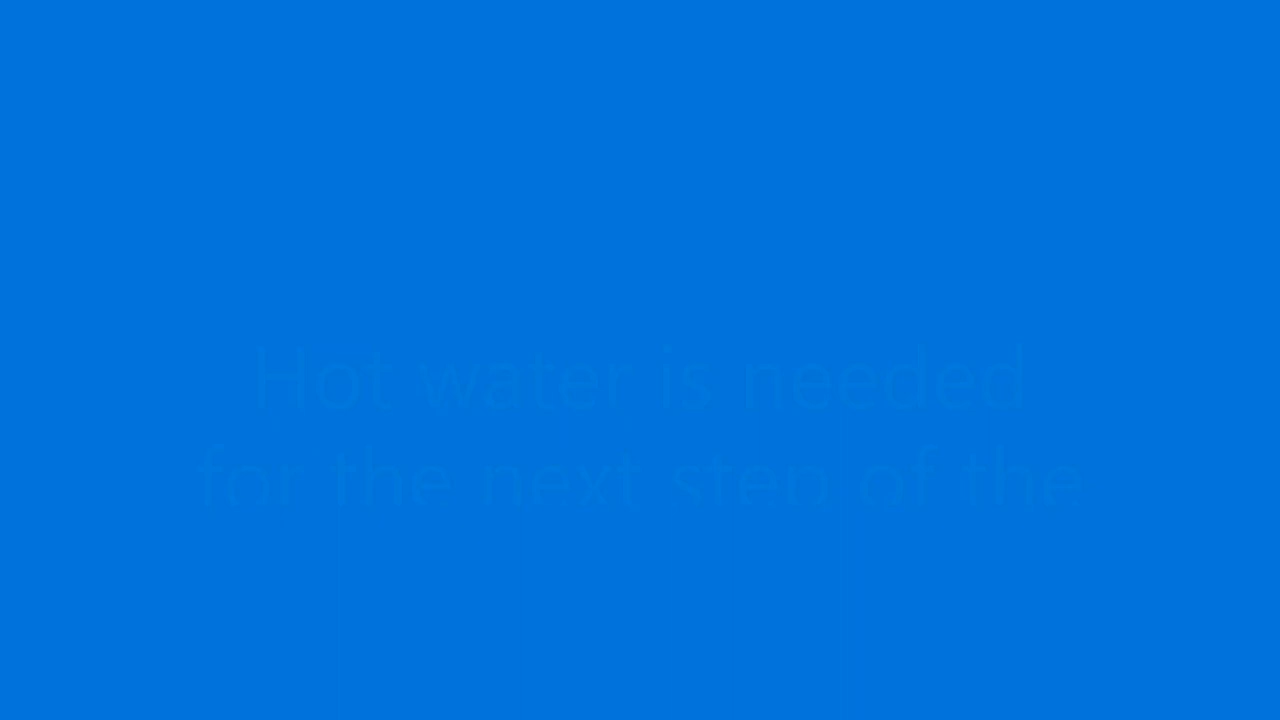 Hot water is needed
for the next step of the